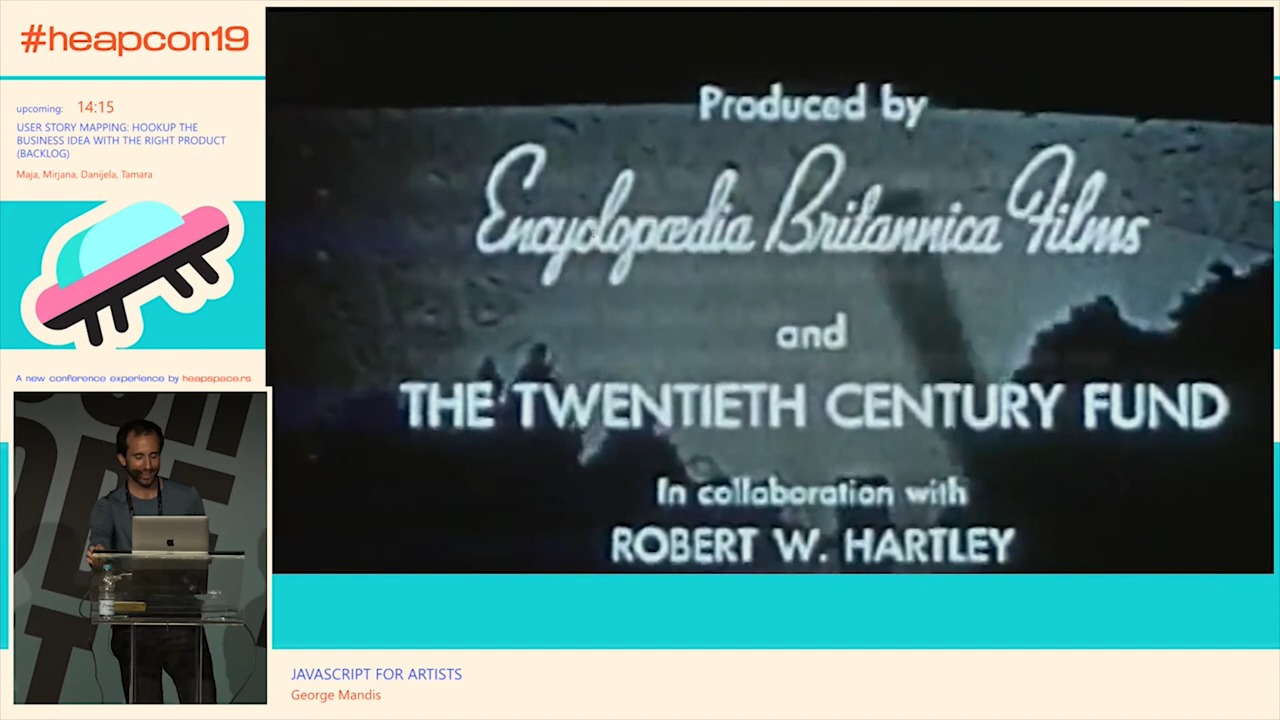 #heapcon19
upcoming: 14:15
USER STORY MAPPING: HOOKUP THE
BUSINESS IDEA WITH THE RIGHT PRODUCT
(BACKLOG)
Maja, Mirjana, Danijela, Tamara
A new conference experience by heapspace.rs
Produced by
Encyclopædia Britannica Films
and
THE TWENTIETH CENTURY FUND
In collaboration with
ROBERT W. HARTLEY
JAVASCRIPT FOR ARTISTS
George Mandis